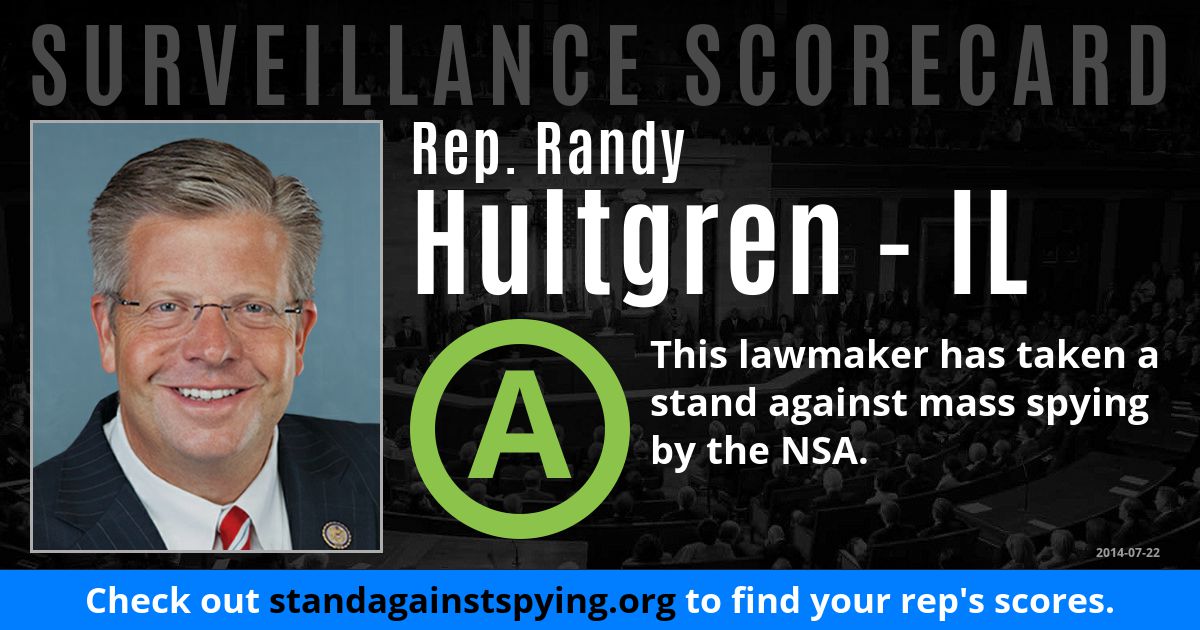 SURVEILLANCE SCORECARD
Rep. Randy
Hultgren - IL
A
This lawmaker has taken a
stand against mass spying
by the NSA.
2014-07-22
Check out standagainstspying.org to find your rep's scores.